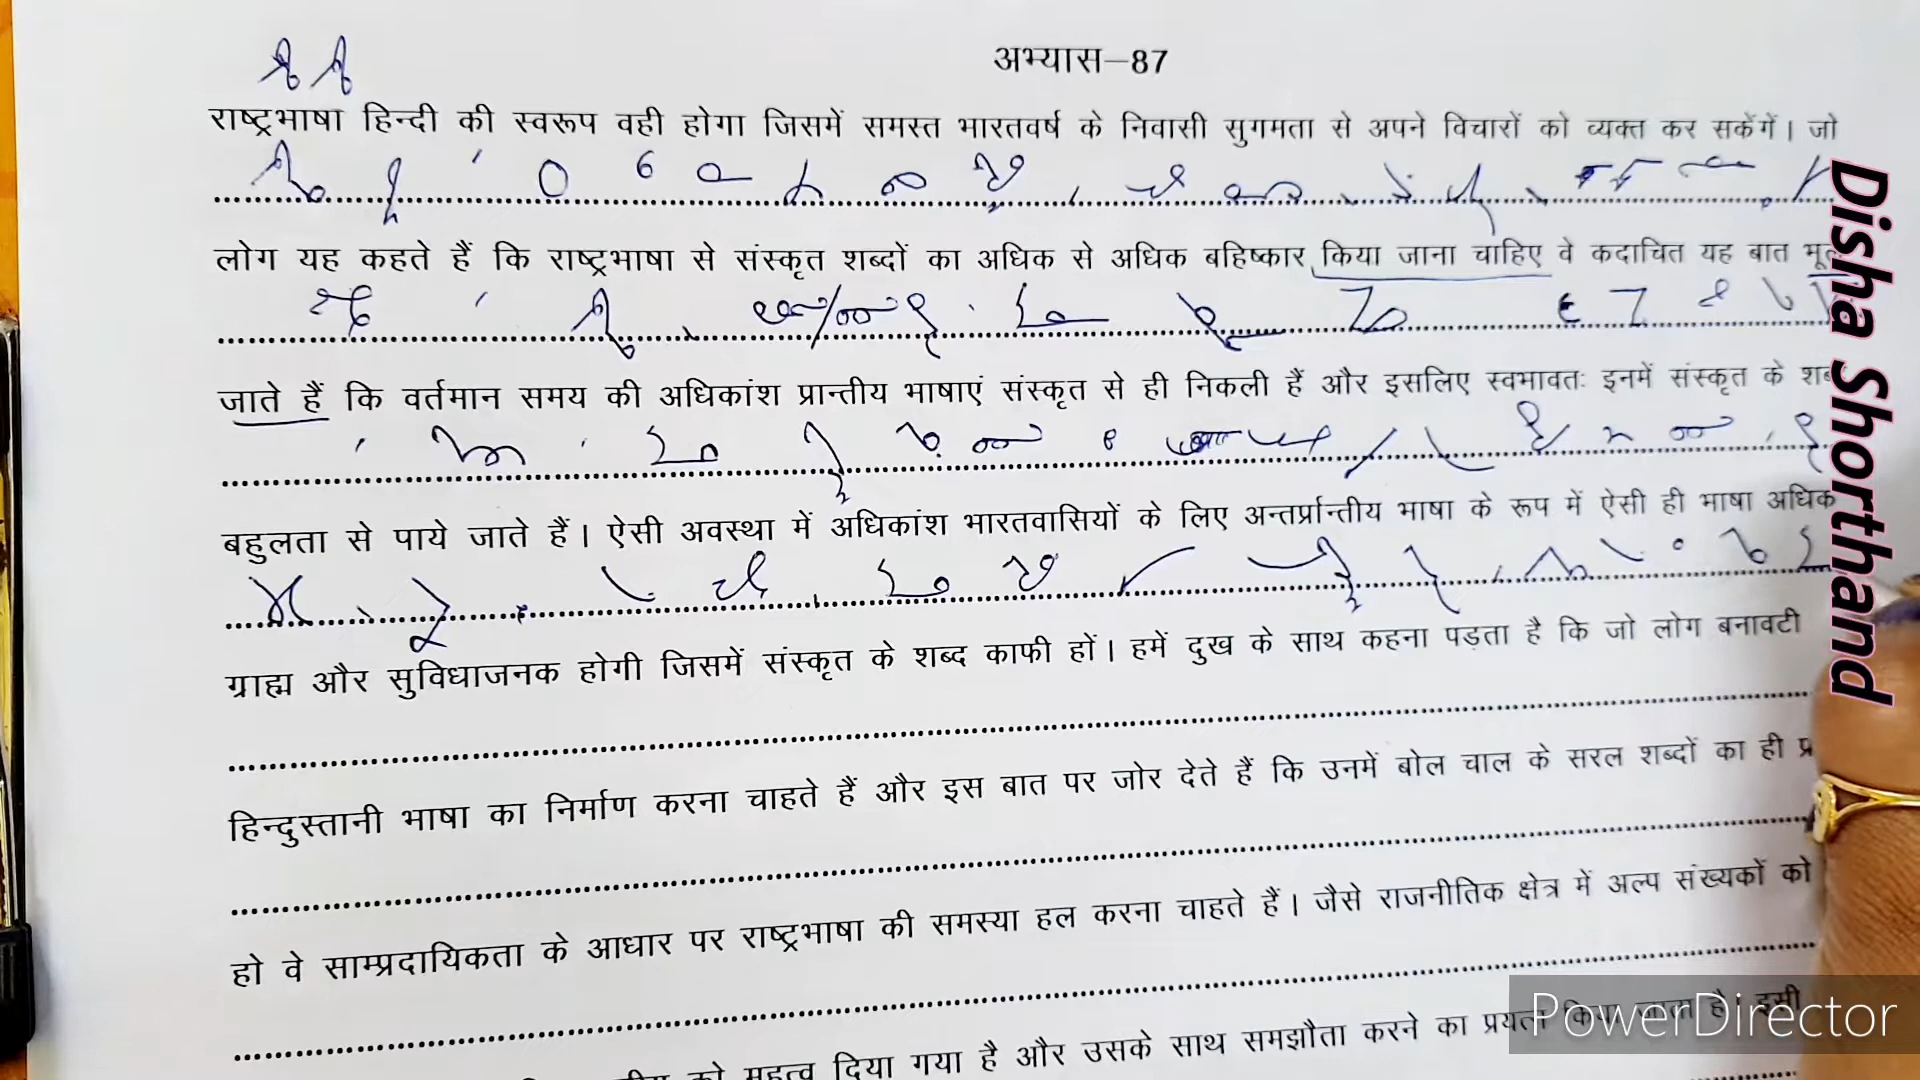 अभ्यास–87
राष्ट्रभाषा हिन्दी की स्वरूप वही होगा जिसमें समस्त भारतवर्ष के निवासी सुगमता से अपने विचारों को व्यक्त कर सकेंगें। जो
लोग यह कहते हैं कि राष्ट्रभाषा से संस्कृत शब्दों का अधिक से अधिक बहिष्कार किया जाना चाहिए वे कदाचित यह बात
जाते हैं कि वर्तमान समय की अधिकांश प्रान्तीय भाषाएं संस्कृत से ही निकली हैं और इसलिए स्वभावतः इनमें संस्कृत के
बहुलता से पाये जाते हैं। ऐसी अवस्था में अधिकांश भारतवासियों के लिए अन्तर्प्रान्तीय भाषा के रूप में ऐसी ही भाषा अधिक
ग्राह्म और सुविधाजनक होगी जिसमें संस्कृत के शब्द काफी हों। हमें दुख के साथ कहना पड़ता है कि जो लोग बनावटी
हिन्दुस्तानी भाषा का निर्माण करना चाहते हैं और इस बात पर जोर देते हैं कि उनमें बोल चाल के सरल शब्दों का ही
हो वे साम्प्रदायिकता के आधार पर राष्ट्रभाषा की समस्या हल करना चाहते हैं। जैसे राजनीतिक क्षेत्र में अल्प संख्यकों को
को महत्व दिया गया है और उसके साथ समझौता करने का प्रयत्न किया जाता है। इसी
Disha Shorthand
PowerDirector